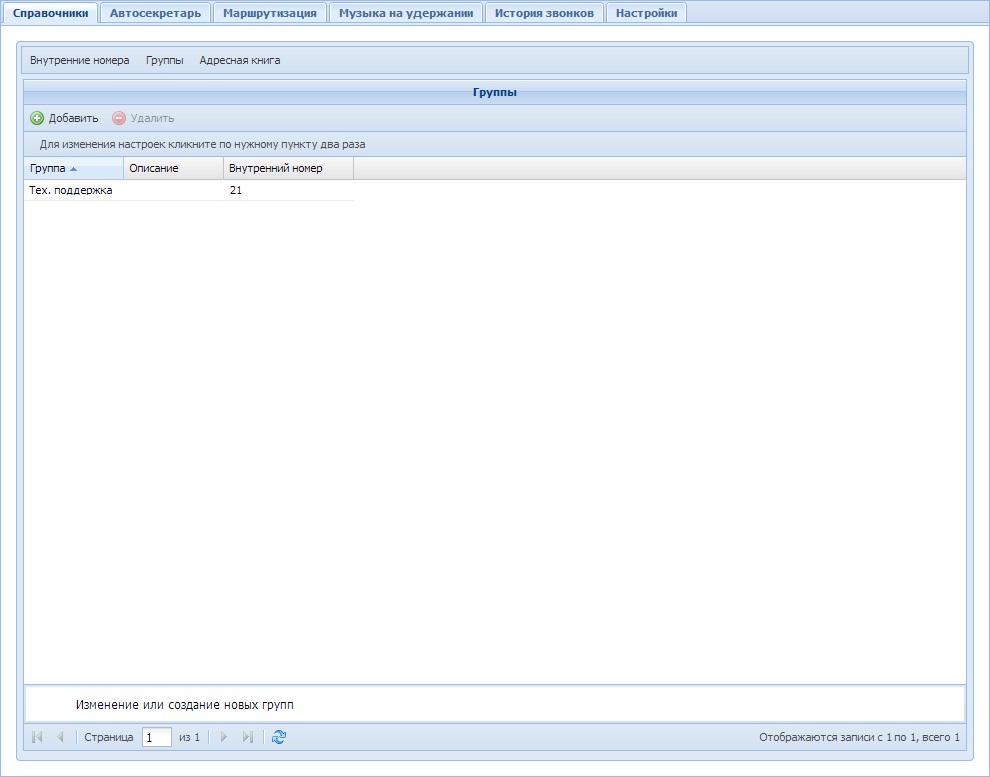 Справочники Автосекретарь Маршрутизация Музыка на удержании История звонков Настройки
Внутренние номера Группы Адресная книга
Группы
Добавить Удалить
Для изменения настроек кликните по нужному пункту два раза
Группа Описание Внутренний номер
Тех. поддержка 21
Изменение или создание новых групп
Страница 1 из 1 Отображаются записи с 1 по 1, всего 1